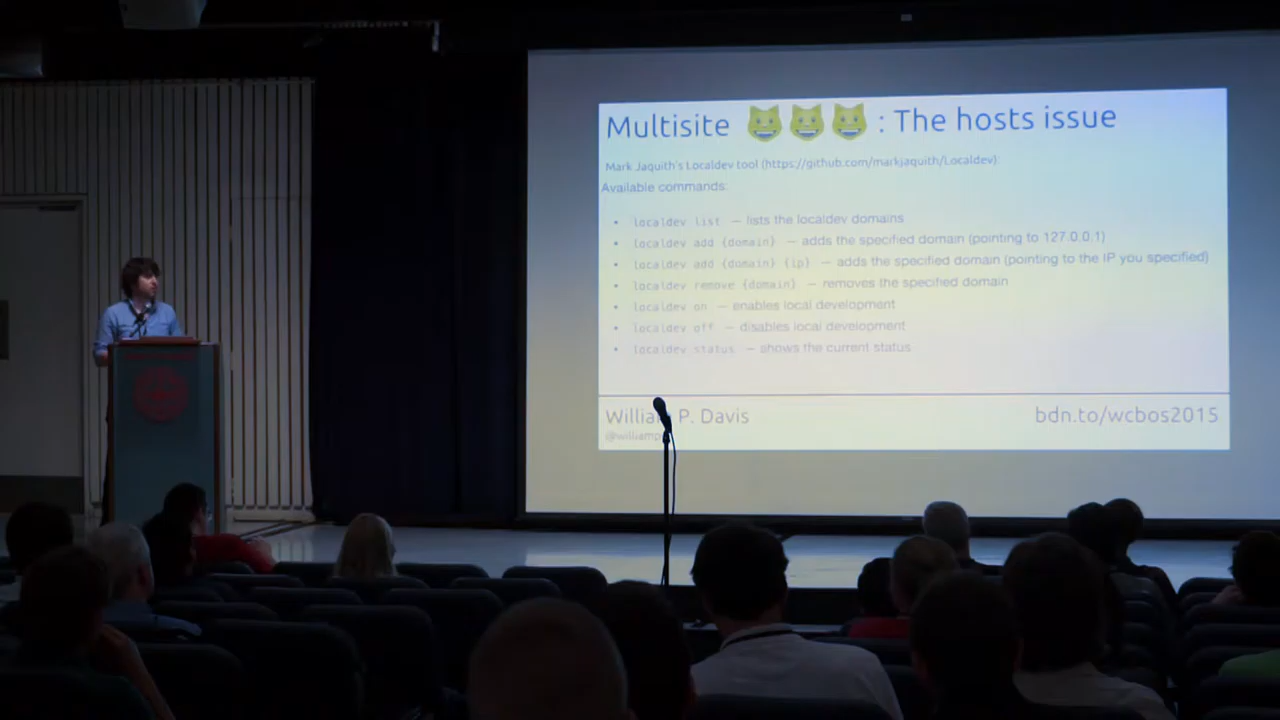 Multisite 😺😺😺 : The hosts issue
Mark Jaquith's Localdev tool (https://github.com/markjaquith/Localdev):
Available commands:
• localdev list — lists the localdev domains
• localdev add {domain} — adds the specified domain (pointing to 127.0.0.1)
• localdev add {domain} {ip} — adds the specified domain (pointing to the IP you specified)
• localdev remove {domain} — removes the specified domain
• localdev on — enables local development
• localdev off — disables local development
• localdev status — shows the current status
William P. Davis
bdn.to/wcbos2015